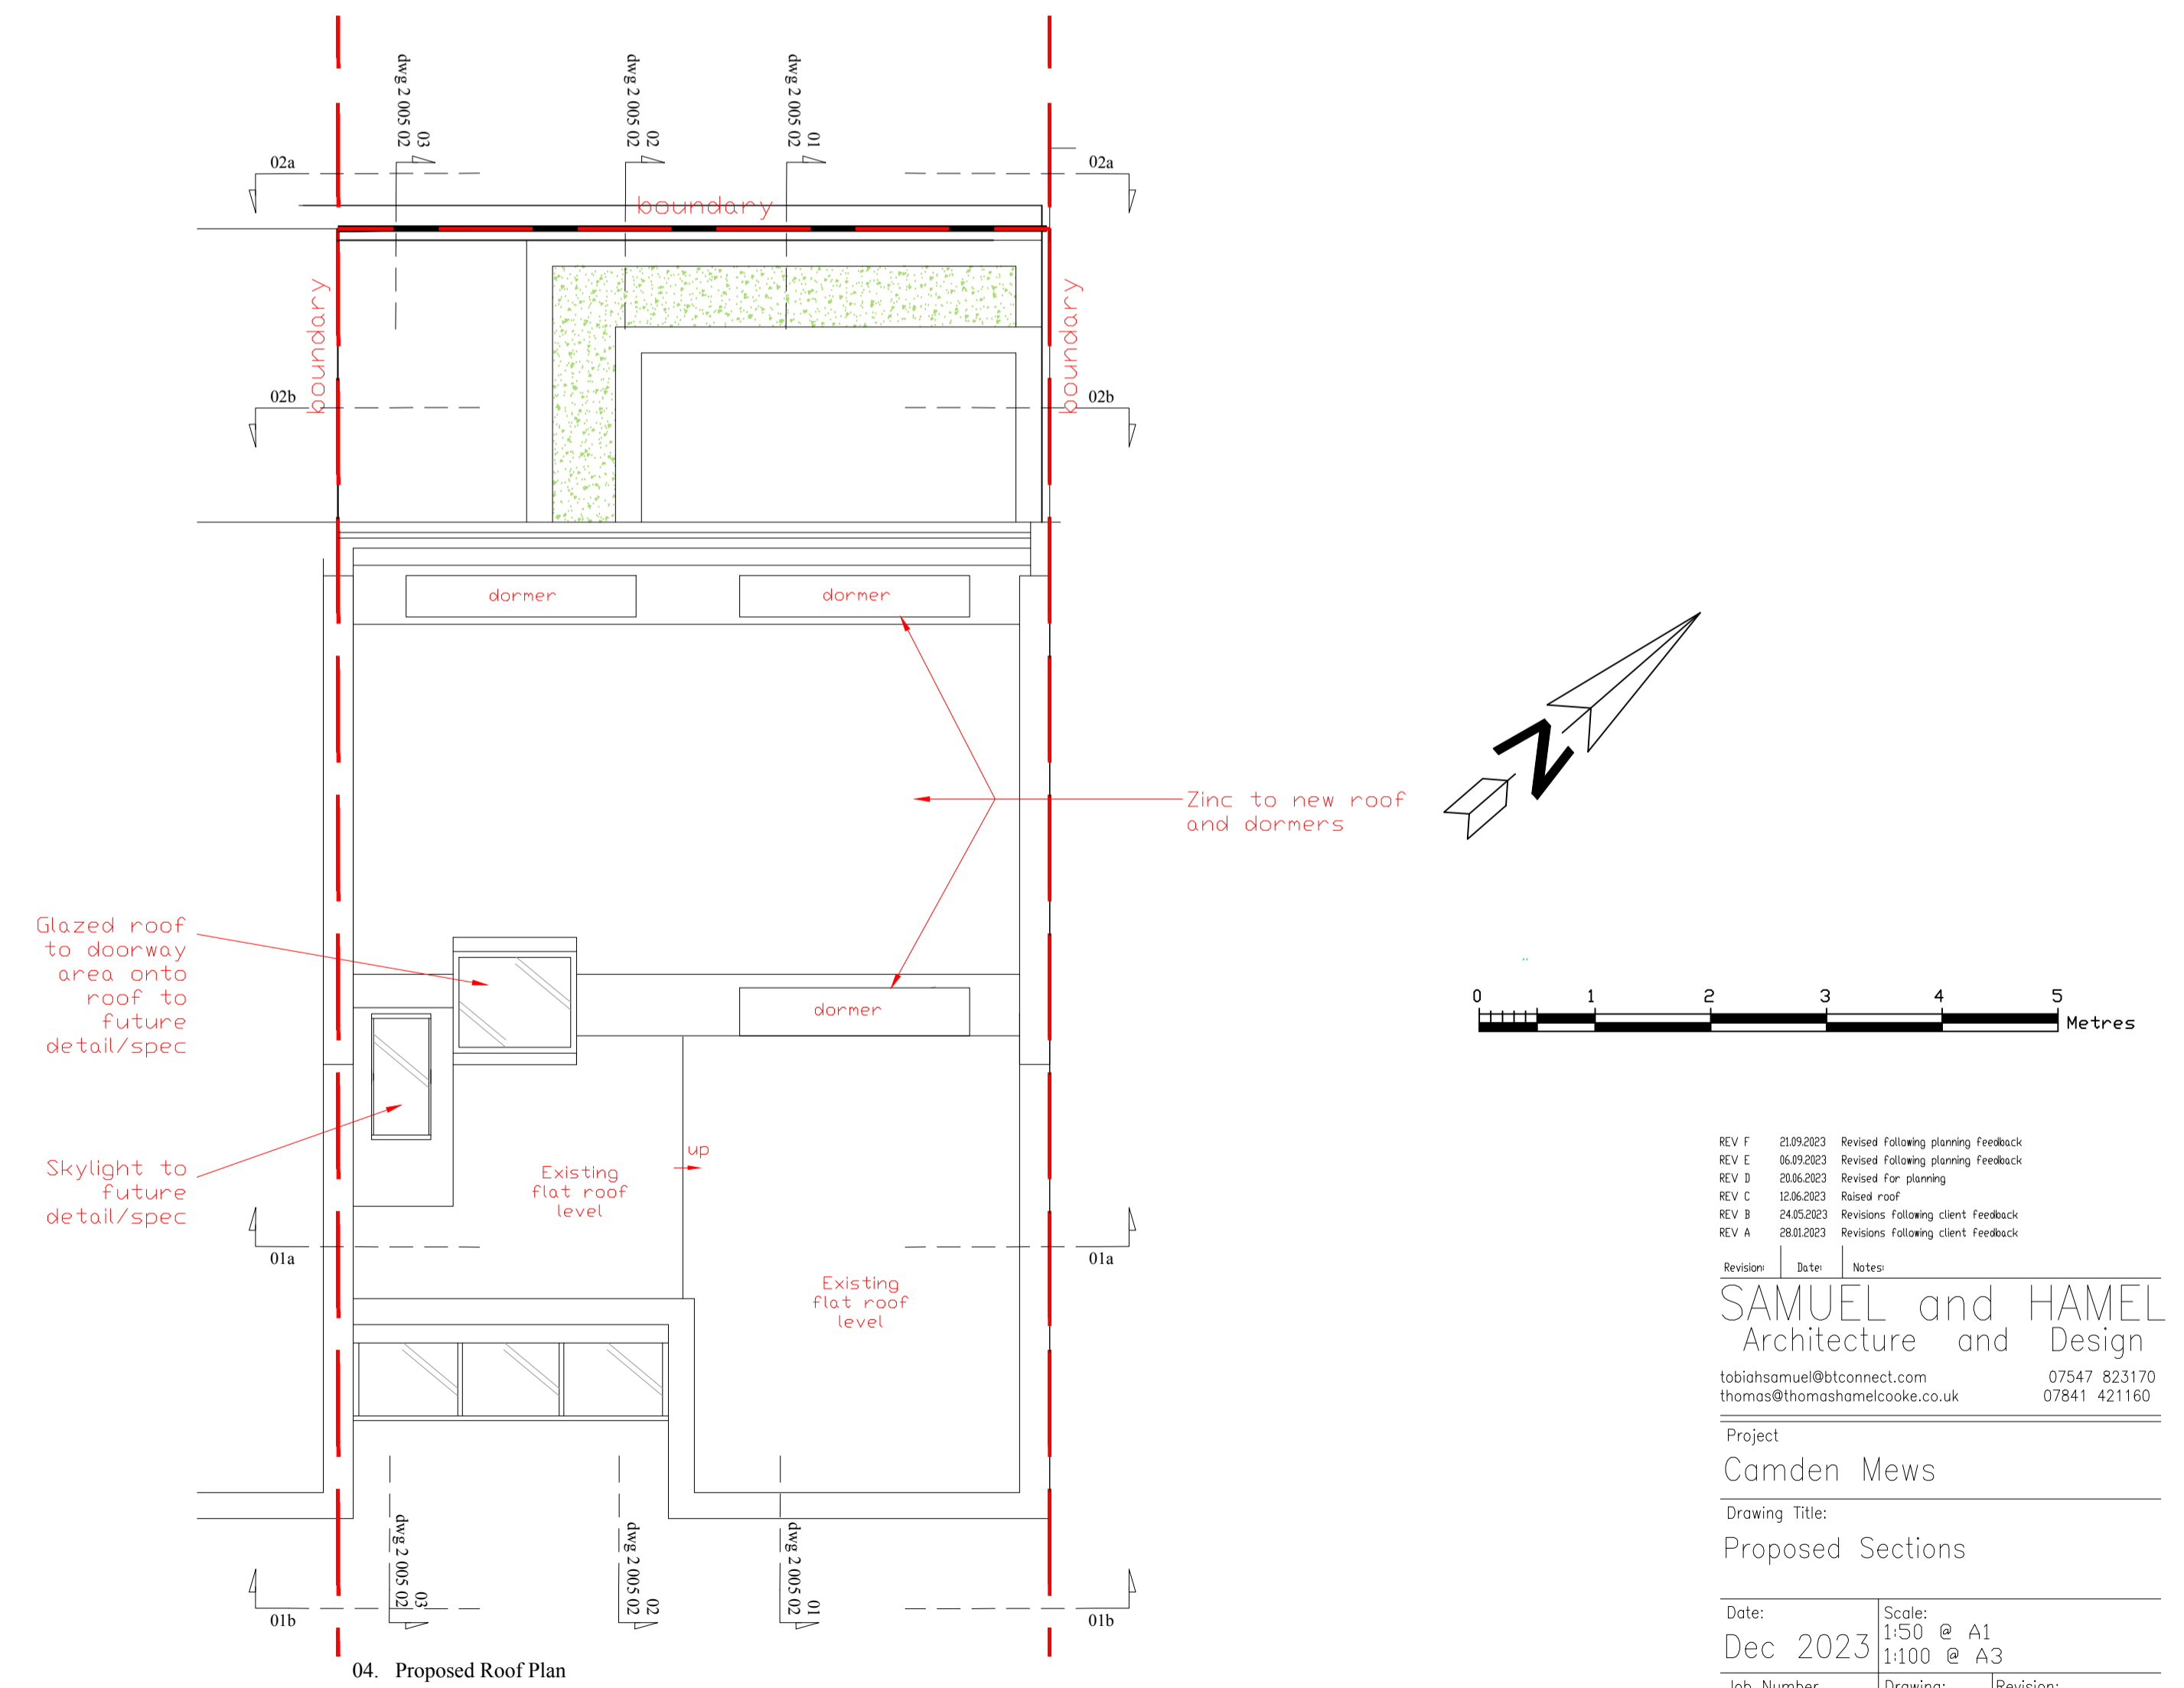 dwg 2 005 02
03
dwg 2 005 02
02
dwg 2 005 02
01
02a
02a
boundary
boundary
boundary
02b
02b
dormer
dormer
Zinc to new roof
and dormers
N
Glazed roof
to doorway
area onto
roof to
future
detail/spec
dormer
0 1 2 3 4 5
Metres
Skylight to
future
detail/spec
up
Existing
flat roof
level
01a
01a
Existing
flat roof
level
REV F 21.09.2023 Revised following planning feedback
REV E 06.09.2023 Revised following planning feedback
REV D 20.06.2023 Revised for planning
REV C 12.06.2023 Raised roof
REV B 24.05.2023 Revisions following client feedback
REV A 28.01.2023 Revisions following client feedback
Revision: Date: Notes:
SAMUEL and HAMEL
Architecture and Design
tobiahsamuel@btconnect.com 07547 823170
thomas@thomashamelcooke.co.uk 07841 421160
Project
Camden Mews
Drawing Title:
Proposed Sections
Date:
Dec 2023
Scale:
1:50 @ A1
1:100 @ A3
Job Number
Drawing:
Revision:
dwg 2 005 02
03
dwg 2 005 02
02
dwg 2 005 02
01
01b
01b
04. Proposed Roof Plan